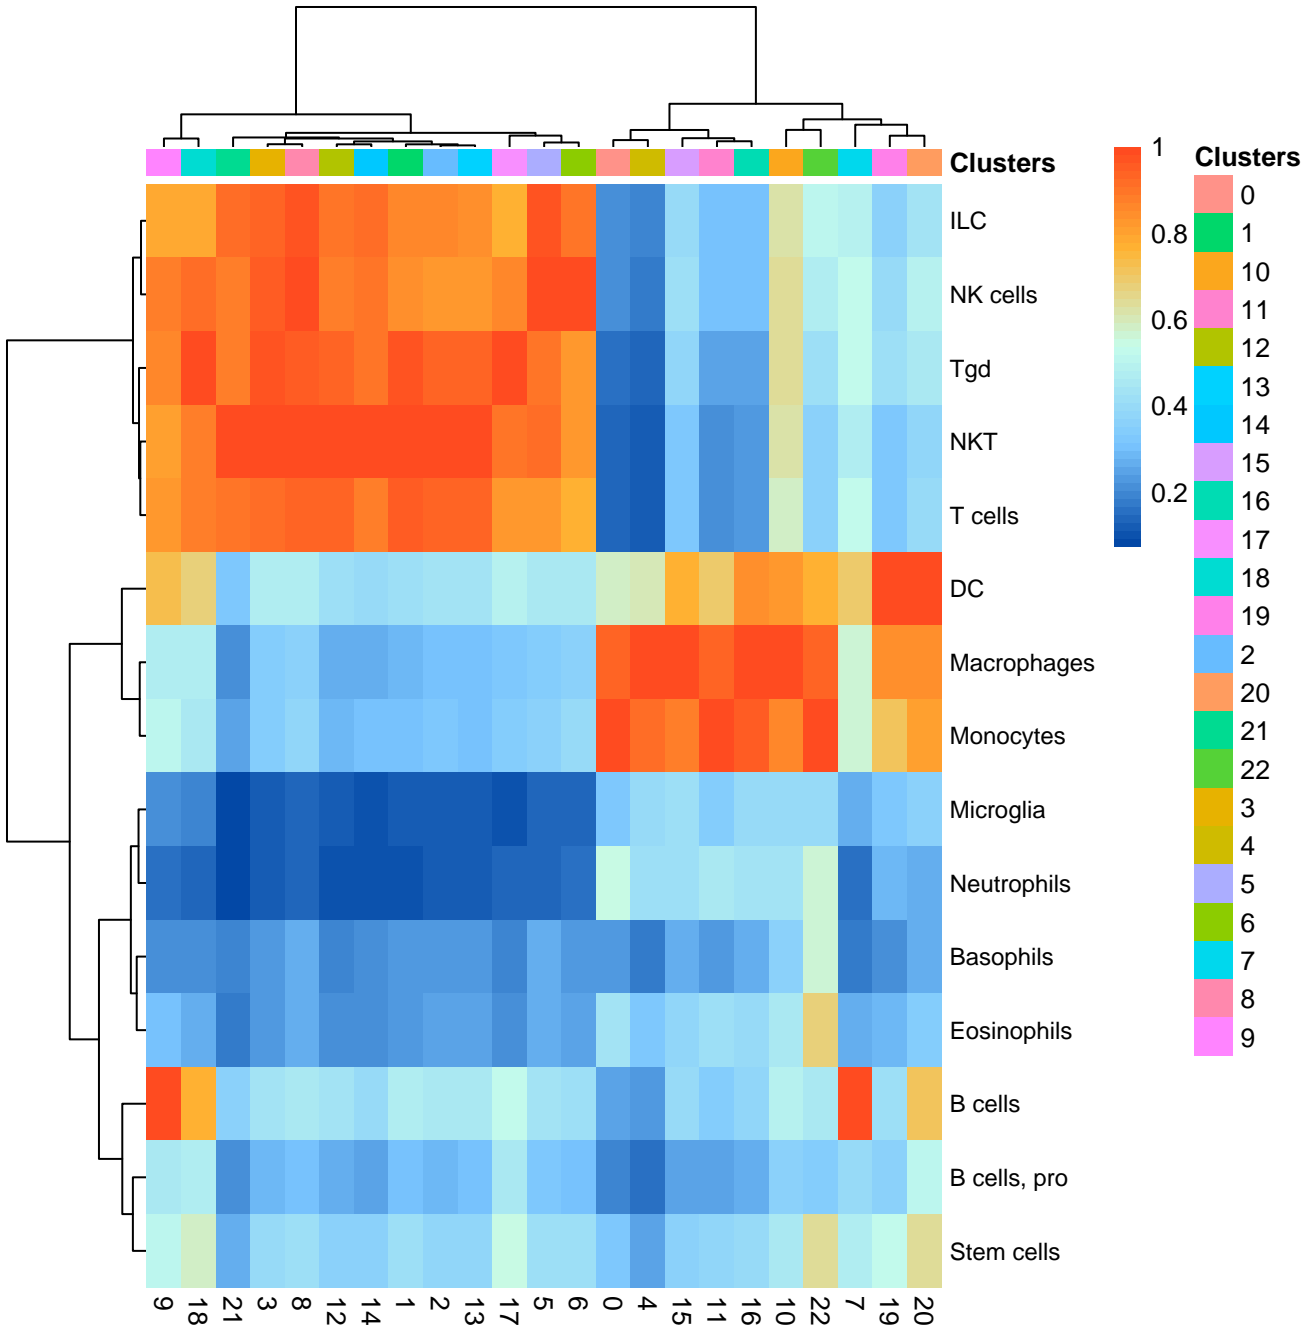 Clusters
ILC
NK cells
Tgd
NKT
T cells
DC
Macrophages
Monocytes
Microglia
Neutrophils
Basophils
Eosinophils
B cells
B cells, pro
Stem cells
9 18 21 3 8 12 14 1 2 13 17 5 6 0 4 15 11 16 10 22 7 19 20
1
0.8
0.6
0.4
0.2
Clusters
0
1
10
11
12
13
14
15
16
17
18
19
2
20
21
22
3
4
5
6
7
8
9